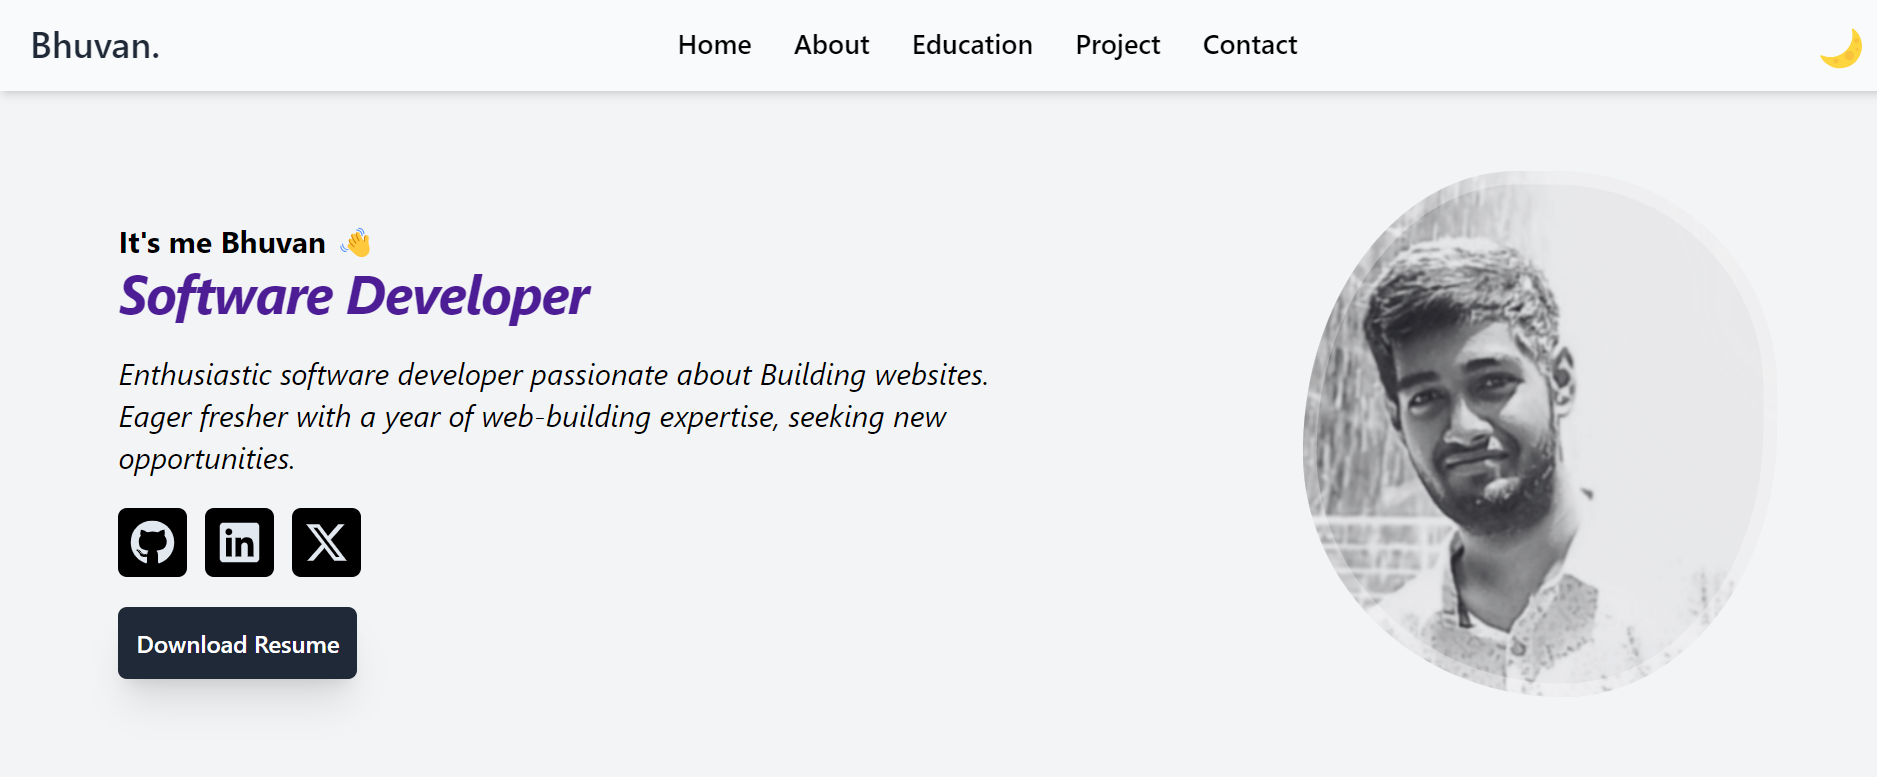 Bhuvan.
Home About Education Project Contact
It's me Bhuvan 👋
Software Developer
Enthusiastic software developer passionate about Building websites.
Eager fresher with a year of web-building expertise, seeking new
opportunities.
in X
Download Resume